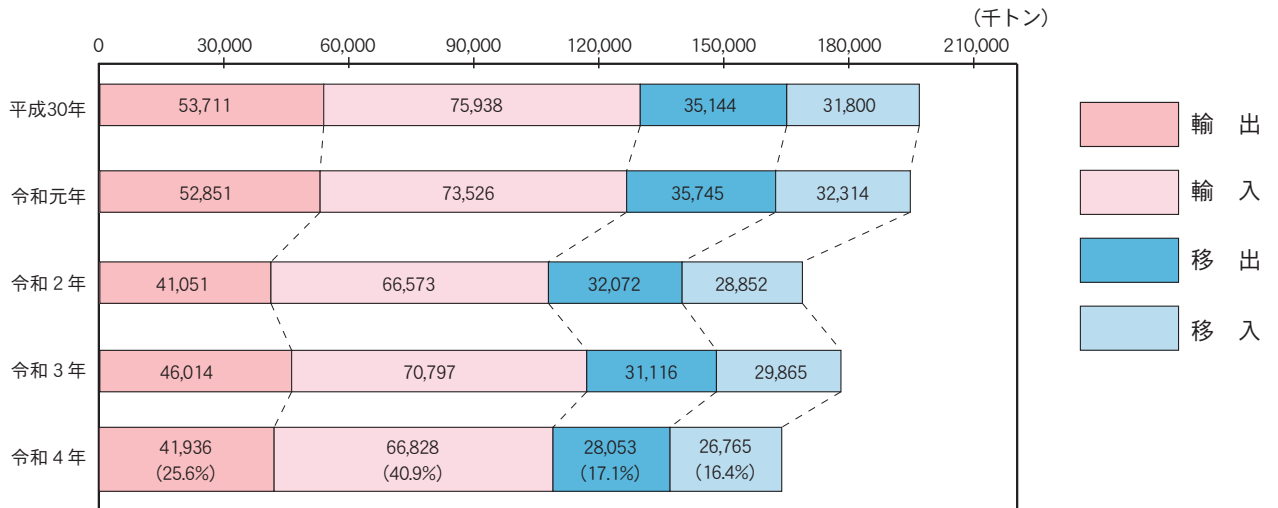 (千トン)
0 30,000 60,000 90,000 120,000 150,000 180,000 210,000
平成30年 53,711 75,938 35,144 31,800
令和元年 52,851 73,526 35,745 32,314
令和2年 41,051 66,573 32,072 28,852
令和3年 46,014 70,797 31,116 29,865
令和4年 41,936 66,828 28,053 26,765
(25.6%) (40.9%) (17.1%) (16.4%)
輸 出
輸 入
移 出
移 入